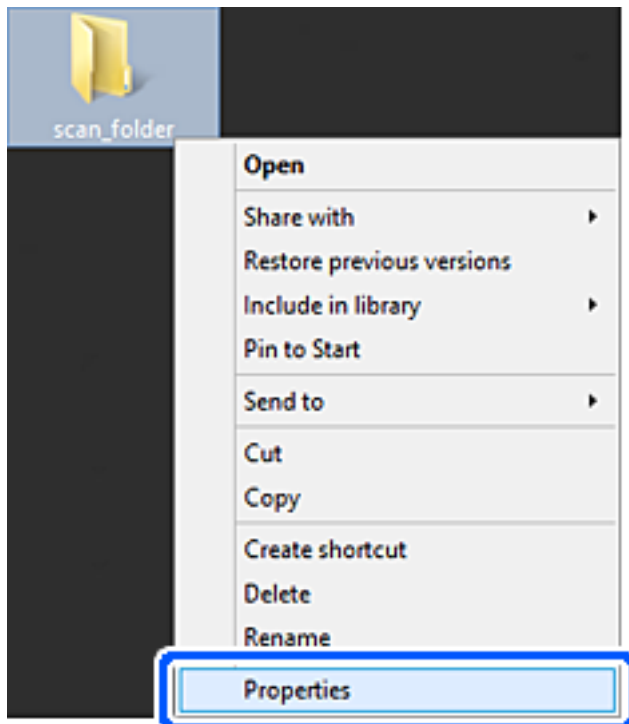 scan_folder
Open
Share with
Restore previous versions
Include in library
Pin to Start
Send to
Cut
Copy
Create shortcut
Delete
Rename
Properties